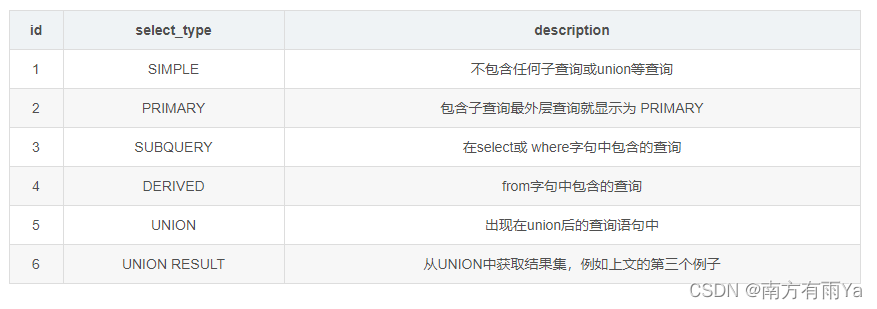 id select_type description
1 SIMPLE 不包含任何子查询或union等查询
2 PRIMARY 包含子查询最外层查询就显示为 PRIMARY
3 SUBQUERY 在select或 where字句中包含的查询
4 DERIVED from字句中包含的查询
5 UNION 出现在union后的查询语句中
6 UNION RESULT 从UNION中获取结果集，例如上文的第三个例子
CSDN @南方有雨Ya